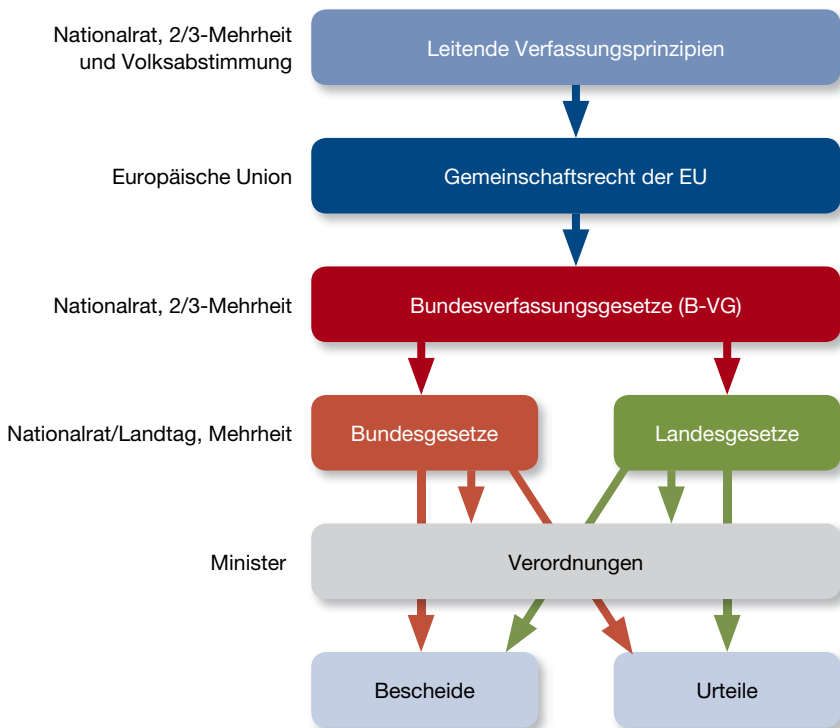 Nationalrat, 2/3-Mehrheit
und Volksabstimmung
Leitende Verfassungsprinzipien
Europäische Union
Gemeinschaftsrecht der EU
Nationalrat, 2/3-Mehrheit
Bundesverfassungsgesetze (B-VG)
Nationalrat/Landtag, Mehrheit
Bundesgesetze
Landesgesetze
Minister
Verordnungen
Bescheide
Urteile